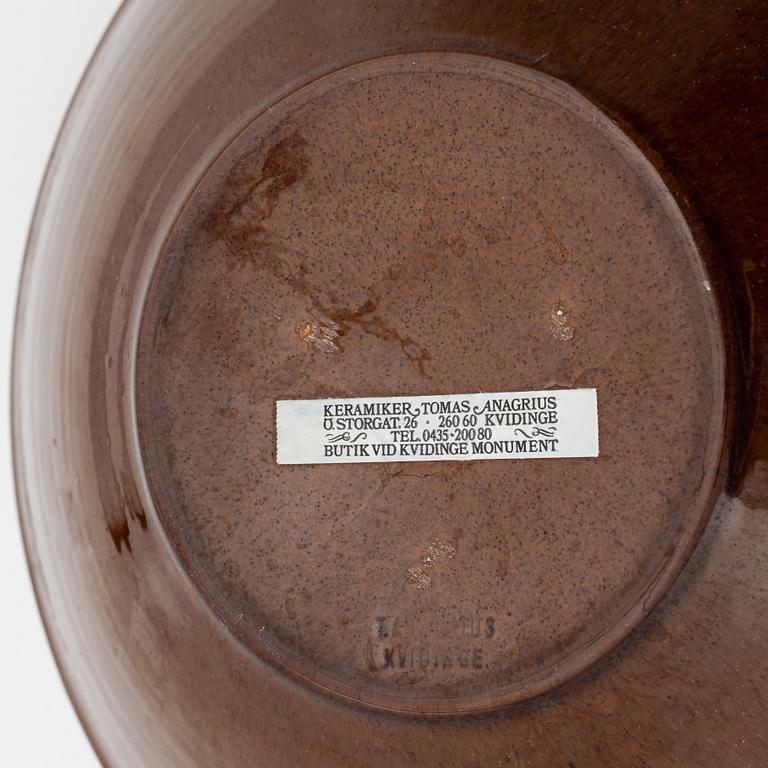 KERAMIKER TOMAS ANAGRIUS
Ö. STORGAT. 26 · 260 60 KVIDINGE
TEL. 0435-200 80
BUTIK VID KVIDINGE MONUMENT
KVIDINGE